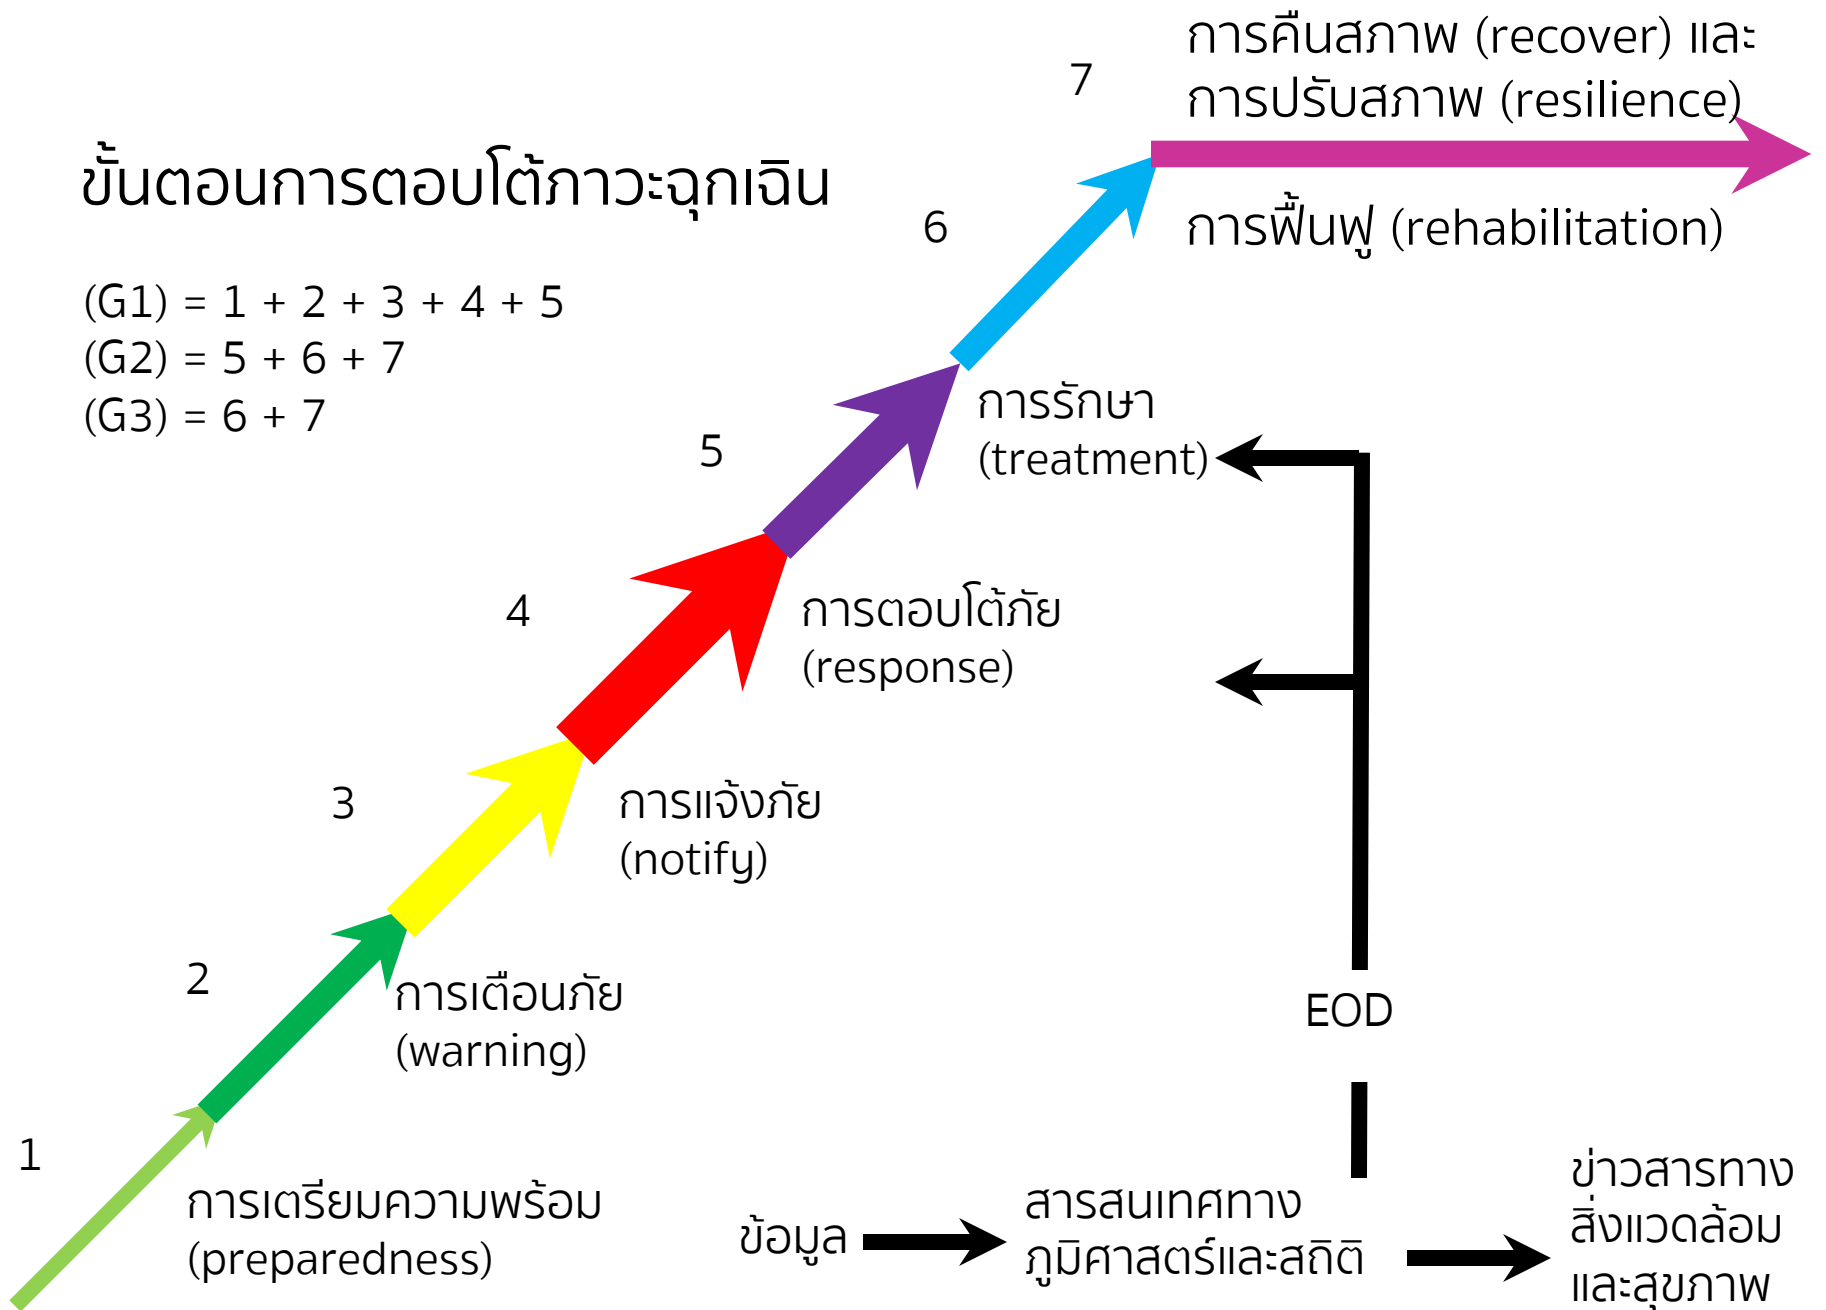 การคืนสภาพ (recover) และ
การปรับสภาพ (resilience)
7
ขั้นตอนการตอบโต้ภาวะฉุกเฉิน
การฟื้นฟู (rehabilitation)
6
(G1) = 1 + 2 + 3 + 4 + 5
(G2) = 5 + 6 + 7
(G3) = 6 + 7
การรักษา
(treatment)
5
การตอบโต้ภัย
(response)
4
การแจ้งภัย
(notify)
3
การเตือนภัย
(warning)
2
EOD
1
การเตรียมความพร้อม
(preparedness)
ข้อมูล
สารสนเทศทาง
ภูมิศาสตร์และสถิติ
ข่าวสารทาง
สิ่งแวดล้อม
และสุขภาพ